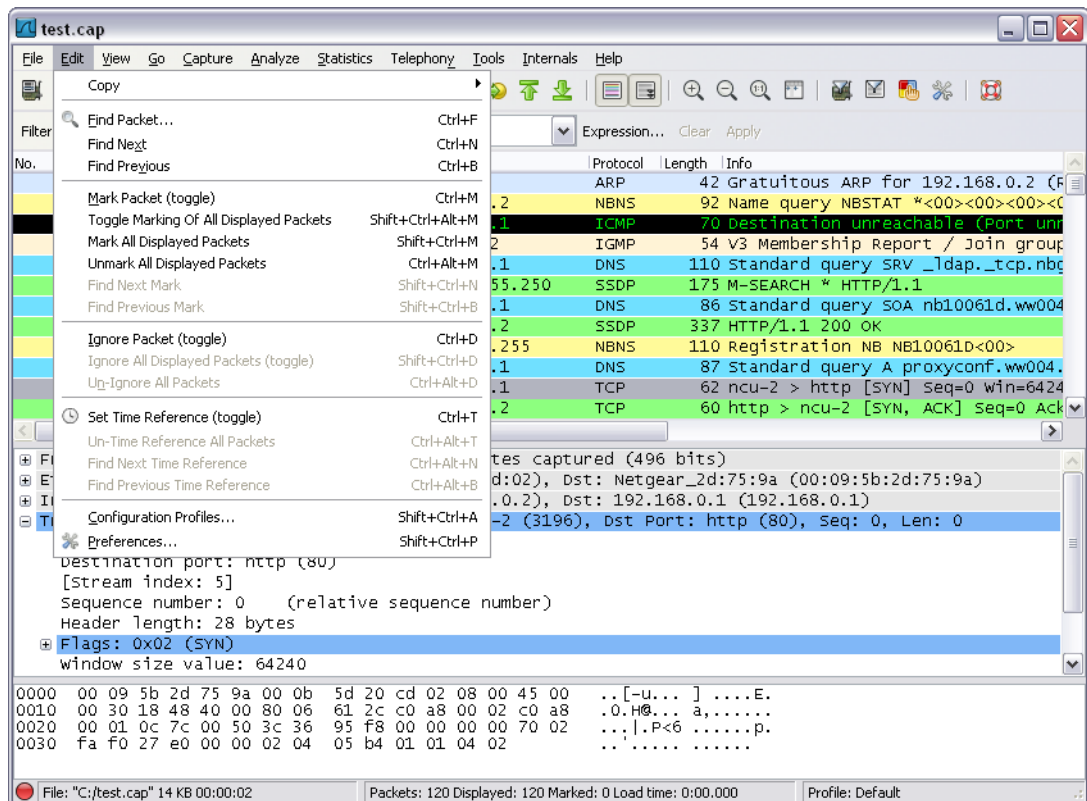 test.cap
File Edit View Go Capture Analyze Statistics Telephony Tools Internals Help
Filter Expression... Clear Apply
Copy
Find Packet... Ctrl+F
Find Next Ctrl+N
Find Previous Ctrl+B
Mark Packet (toggle) Ctrl+M
Toggle Marking Of All Displayed Packets Shift+Ctrl+Alt+M
Mark All Displayed Packets Shift+Ctrl+M
Unmark All Displayed Packets Ctrl+Alt+M
Find Next Mark Shift+Ctrl+N
Find Previous Mark Shift+Ctrl+B
Ignore Packet (toggle) Ctrl+D
Ignore All Displayed Packets (toggle) Shift+Ctrl+D
Un-Ignore All Packets Ctrl+Alt+D
Set Time Reference (toggle) Ctrl+T
Un-Time Reference All Packets Ctrl+Alt+T
Find Next Time Reference Ctrl+Alt+N
Find Previous Time Reference Ctrl+Alt+B
Configuration Profiles... Shift+Ctrl+A
Preferences... Shift+Ctrl+P
No. Protocol Length Info
ARP 42 Gratuitous ARP for 192.168.0.2 (R
.2 NBNS 92 Name query NBSTAT *<00><00><00><0
.1 ICMP 70 Destination unreachable (Port unr
2 IGMP 54 V3 Membership Report / Join group
.1 DNS 110 Standard query SRV _ldap._tcp.nbg
55.250 SSDP 175 M-SEARCH * HTTP/1.1
.1 DNS 86 Standard query SOA nb10061d.ww004
.2 SSDP 337 HTTP/1.1 200 OK
.255 NBNS 110 Registration NB NB10061D<00>
.1 DNS 87 Standard query A proxyconf.ww004.
.1 TCP 62 ncu-2 > http [SYN] Seq=0 Win=6424
.2 TCP 60 http > ncu-2 [SYN, ACK] Seq=0 Ack
tes captured (496 bits)
d:02), Dst: Netgear_2d:75:9a (00:09:5b:2d:75:9a)
.0.2), Dst: 192.168.0.1 (192.168.0.1)
-2 (3196), Dst Port: http (80), Seq: 0, Len: 0
Destination port: http (80)
[Stream index: 5]
Sequence number: 0 (relative sequence number)
Header length: 28 bytes
Flags: 0x02 (SYN)
Window size value: 64240
0000 00 09 5b 2d 75 9a 00 0b 5d 20 cd 02 08 00 45 00 ..[-u... ] ....E.
0010 00 30 18 48 40 00 80 06 61 2c c0 a8 00 02 c0 a8 .0.H@... a,......
0020 00 01 0c 7c 00 50 3c 36 95 f8 00 00 00 00 70 02 ...|.P<6 ......p.
0030 fa f0 27 e0 00 00 02 04 05 b4 01 01 04 02 ..'..... ......
File: "C:/test.cap" 14 KB 00:00:02 Packets: 120 Displayed: 120 Marked: 0 Load time: 0:00.000 Profile: Default